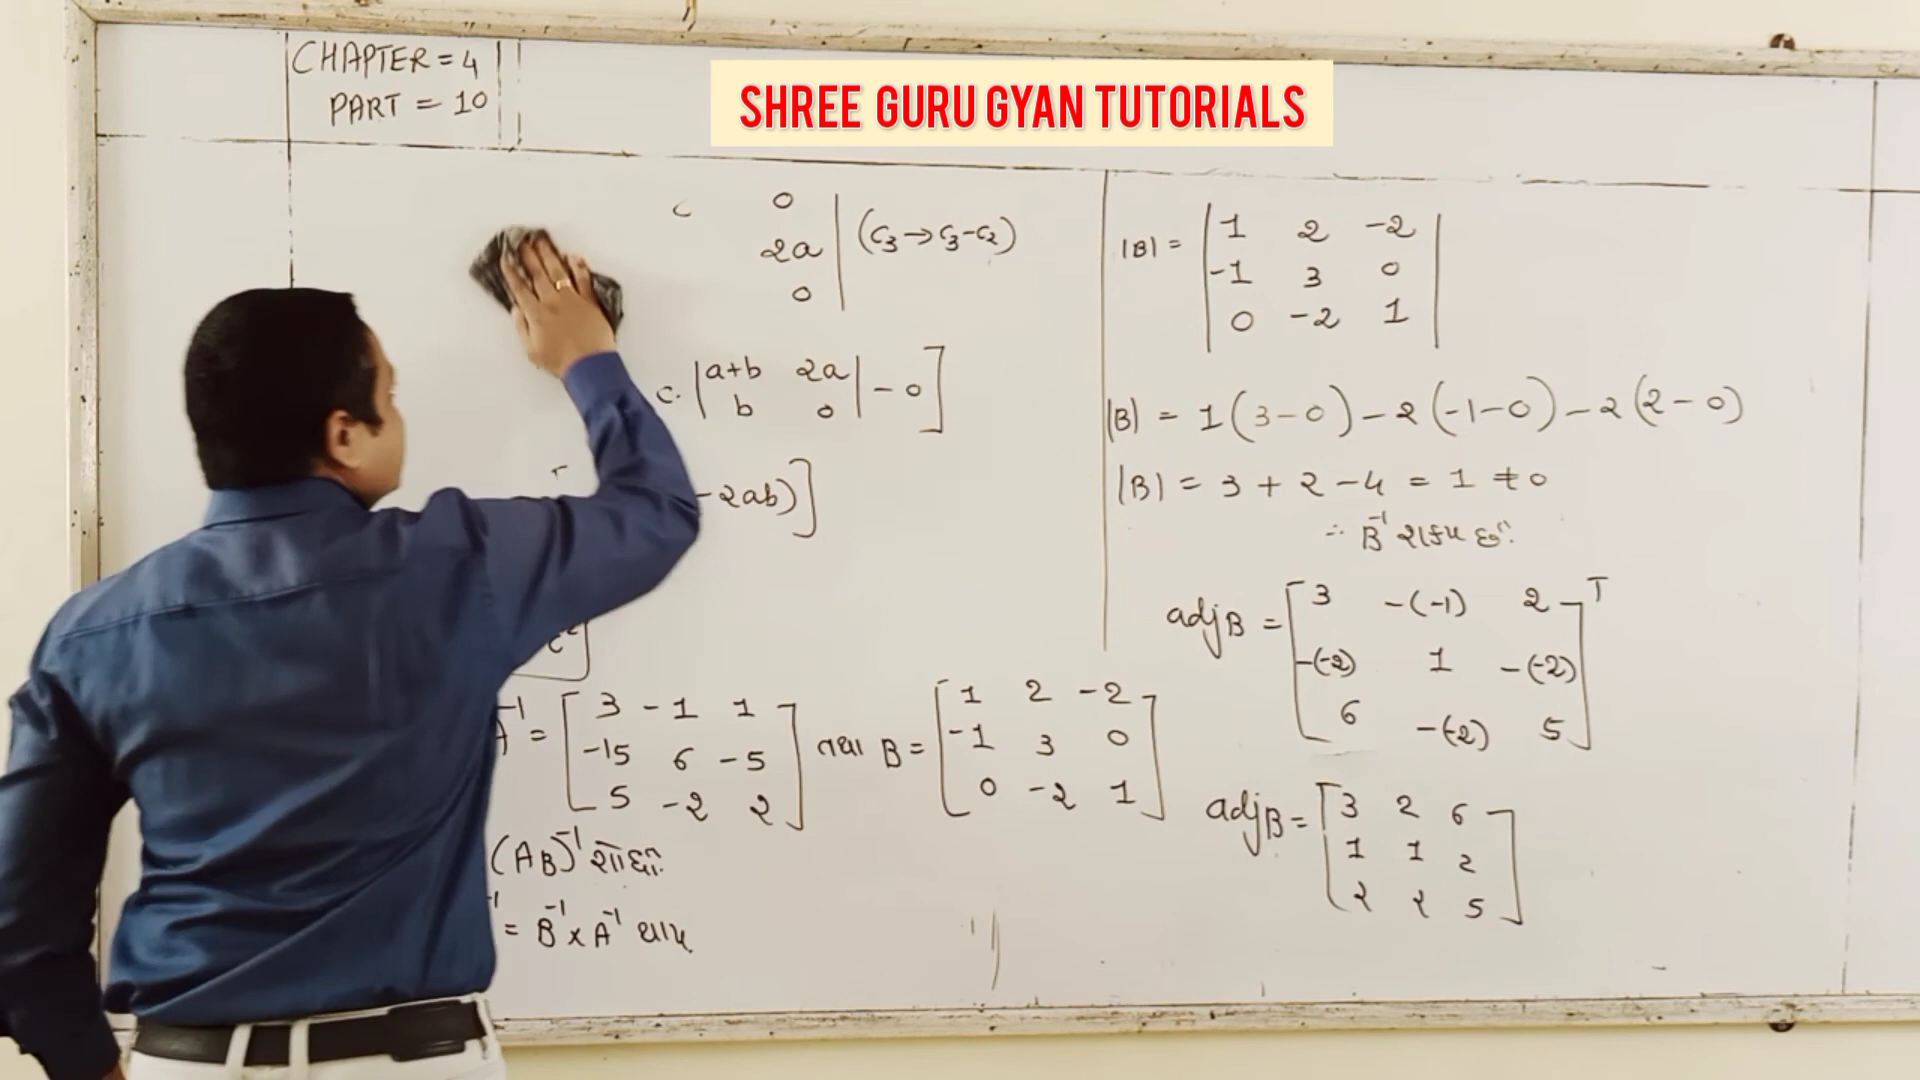 CHAPTER = 4
PART = 10
SHREE GURU GYAN TUTORIALS
c 0
2a (C3→C3-C2)
0
c. | a+b 2a | - 0 ]
b 0
-2ab)]
c²
A⁻¹ = [ 3 -1 1
-15 6 -5
5 -2 2 ]
તથા B = [ 1 2 -2
-1 3 0
0 -2 1 ]
(AB)⁻¹ શોધો.
⁻¹ = B⁻¹ x A⁻¹ થાય
|B| = | 1 2 -2
-1 3 0
0 -2 1 |
|B| = 1(3-0) - 2(-1-0) - 2(2-0)
|B| = 3 + 2 - 4 = 1 ≠ 0
∴ B⁻¹ શક્ય છે.
adjB = [ 3 -(-1) 2
-(-2) 1 -(-2)
6 -(-2) 5 ]ᵀ
adjB = [ 3 2 6
1 1 2
2 2 5 ]